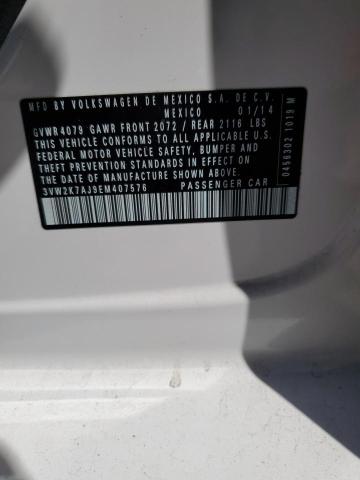 MFD BY VOLKSWAGEN DE MEXICO S.A. DE C.V.
MEXICO 01/14
GVWR 4079 GAWR FRONT 2072 / REAR 2116 LBS
THIS VEHICLE CONFORMS TO ALL APPLICABLE
FEDERAL MOTOR VEHICLE SAFETY, BUMPER AND
THEFT PREVENTION STANDARDS IN EFFECT ON
THE DATE OF MANUFACTURE SHOWN ABOVE
3VW2K7AJ9EM407576 PASSENGER CAR
0456302 1019 M